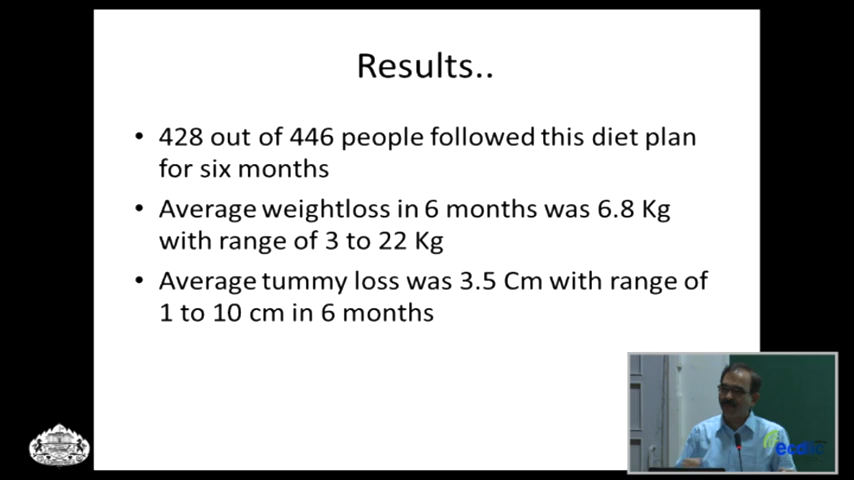 Results..
• 428 out of 446 people followed this diet plan
for six months
• Average weightloss in 6 months was 6.8 Kg
with range of 3 to 22 Kg
• Average tummy loss was 3.5 Cm with range of
1 to 10 cm in 6 months